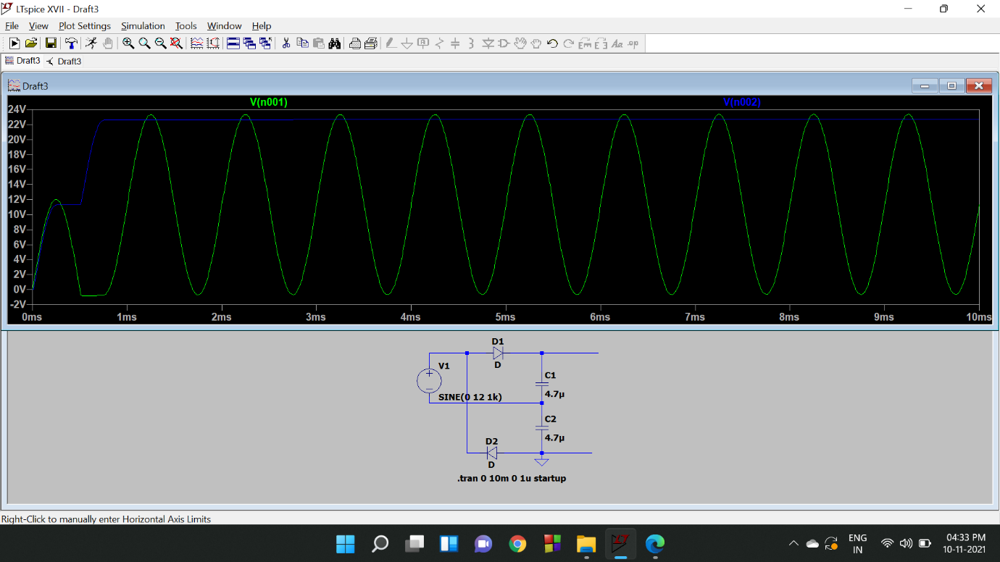 LTspice XVII - Draft3
File View Plot Settings Simulation Tools Window Help
Draft3 Draft3
Draft3
V(n001) V(n002)
24V
22V
20V
18V
16V
14V
12V
10V
8V
6V
4V
2V
0V
-2V
0ms 1ms 2ms 3ms 4ms 5ms 6ms 7ms 8ms 9ms 10ms
D1
V1 D
C1
SINE(0 12 1k) 4.7µ
C2
4.7µ
D2
D
.tran 0 10m 0 1u startup
Right-Click to manually enter Horizontal Axis Limits
ENG 04:33 PM
IN 10-11-2021